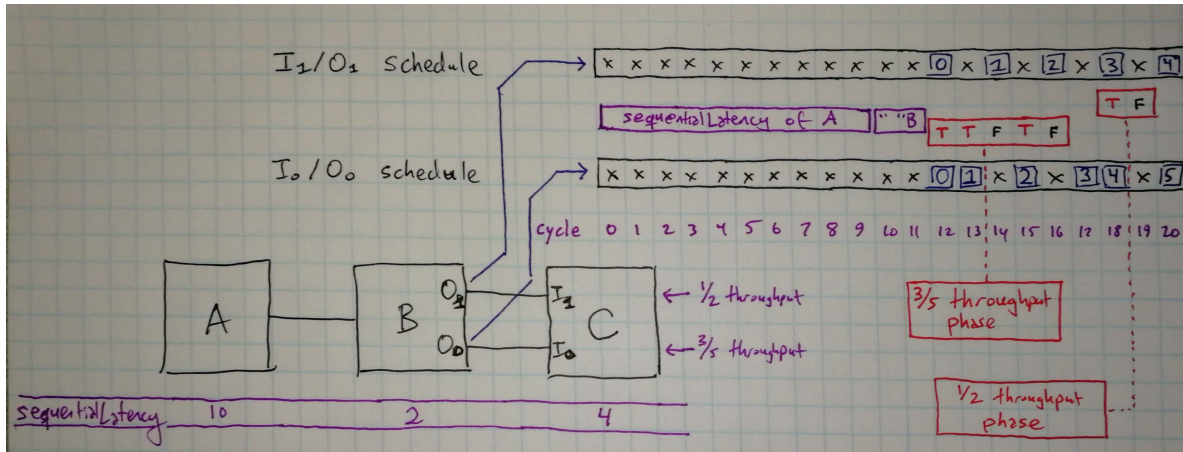 I₁/O₁ schedule
x x x x x x x x x x x x 0 x 1 x 2 x 3 x 4
sequentialLatency of A
" "B
T F
T T F T F
I₀/O₀ schedule
x x x x x x x x x x x x 0 1 x 2 x 3 4 x 5
cycle 0 1 2 3 4 5 6 7 8 9 10 11 12 13 14 15 16 17 18 19 20
A
B
O₁
O₀
I₁
I₀
C
← 1/2 throughput
← 3/5 throughput
3/5 throughput
phase
1/2 throughput
phase
sequentialLatency 10 2 4